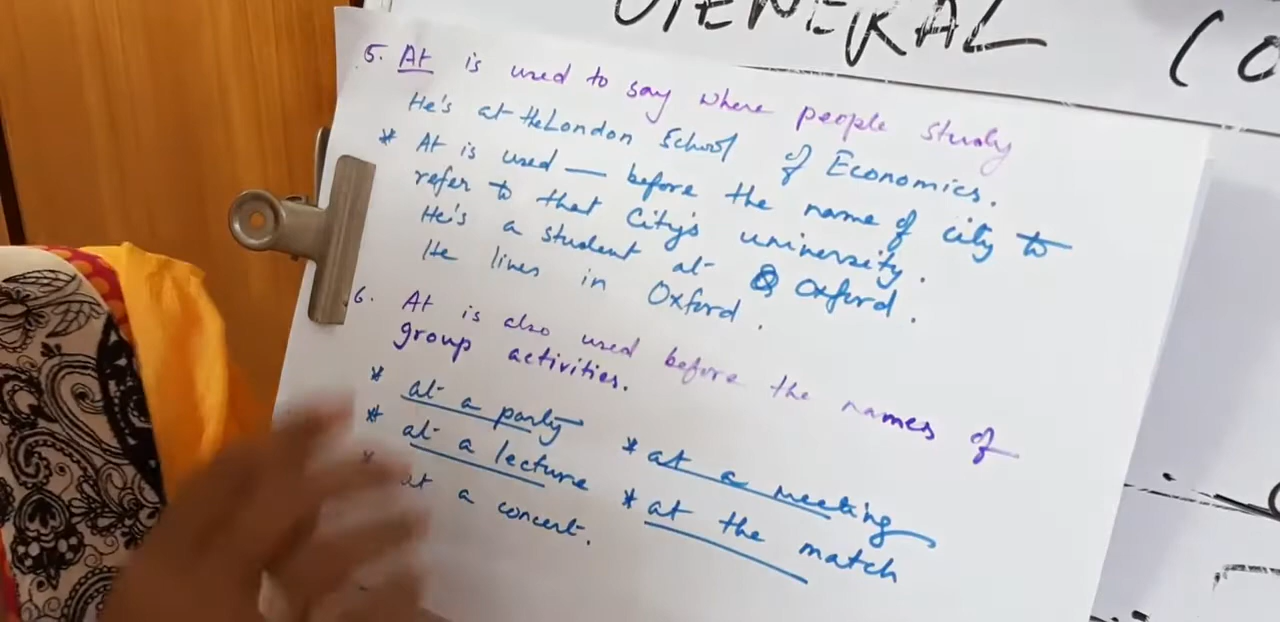 GENERAL (O
5. At is used to say where people study
He's at the London School of Economics.
* At is used — before the name of city to
refer to that City's university.
He's a student at Oxford.
He lives in Oxford.
6. At is also used before the names of
group activities.
* at a party
* at a meeting
* at a lecture
* at the match
* at a concert.